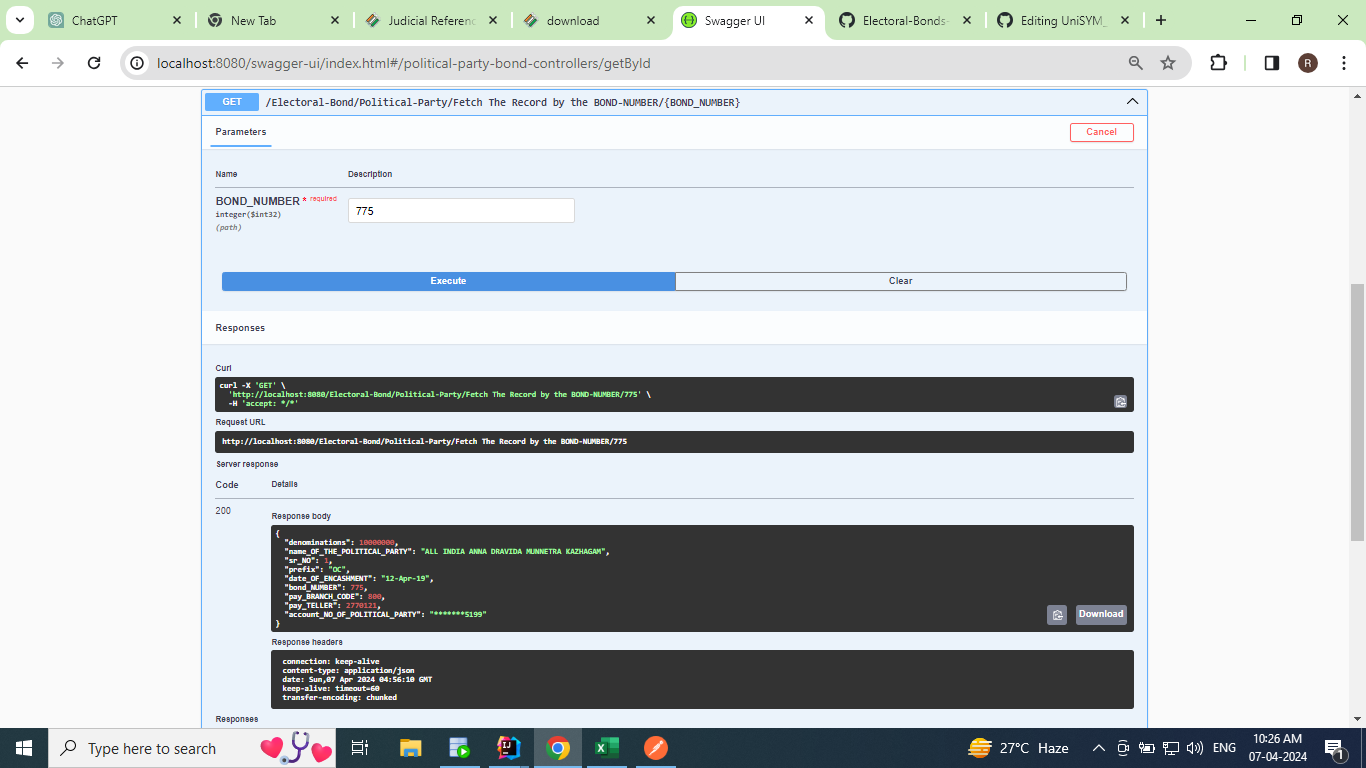 ChatGPT
New Tab
Judicial Referenc
download
Swagger UI
Electoral-Bonds-
Editing UniSYM_
localhost:8080/swagger-ui/index.html#/political-party-bond-controllers/getById
R
GET /Electoral-Bond/Political-Party/Fetch The Record by the BOND-NUMBER/{BOND_NUMBER}
Parameters
Cancel
Name Description
BOND_NUMBER * required
integer($int32)
(path)
775
Execute Clear
Responses
Curl
curl -X 'GET' \
'http://localhost:8080/Electoral-Bond/Political-Party/Fetch The Record by the BOND-NUMBER/775' \
-H 'accept: */*'
Request URL
http://localhost:8080/Electoral-Bond/Political-Party/Fetch The Record by the BOND-NUMBER/775
Server response
Code Details
200
Response body
{
"denominations": 10000000,
"name_OF_THE_POLITICAL_PARTY": "ALL INDIA ANNA DRAVIDA MUNNETRA KAZHAGAM",
"sr_NO": 1,
"prefix": "OC",
"date_OF_ENCASHMENT": "12-Apr-19",
"bond_NUMBER": 775,
"pay_BRANCH_CODE": 800,
"pay_TELLER": 2770121,
"account_NO_OF_POLITICAL_PARTY": "*******5199"
}
Download
Response headers
connection: keep-alive
content-type: application/json
date: Sun,07 Apr 2024 04:56:10 GMT
keep-alive: timeout=60
transfer-encoding: chunked
Responses
Type here to search
27°C Haze
ENG
10:26 AM
07-04-2024
1